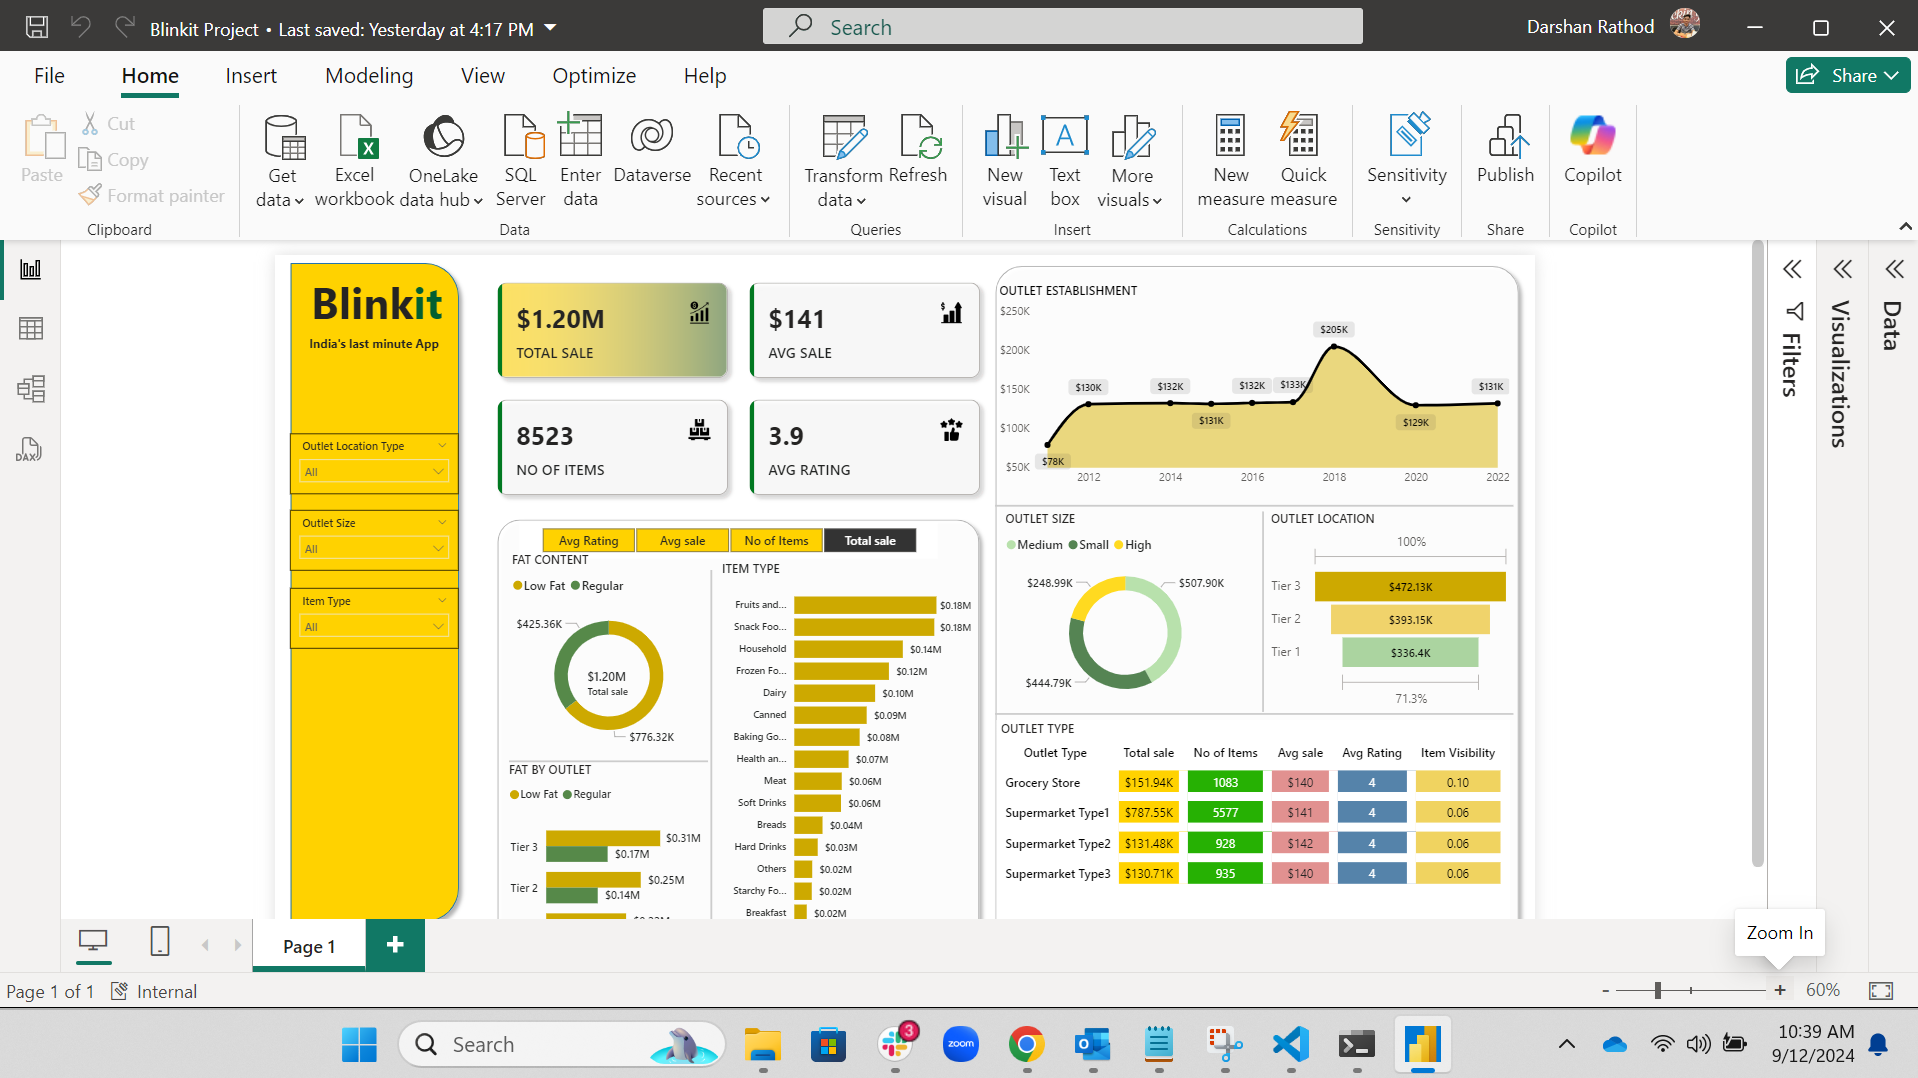 Blinkit Project • Last saved: Yesterday at 4:17 PM
Search
Darshan Rathod
File
Home
Insert
Modeling
View
Optimize
Help
Share
Paste
Cut
Copy
Format painter
Clipboard
Get data
Excel workbook
OneLake data hub
SQL Server
Enter data
Dataverse
Recent sources
Data
Transform data
Refresh
Queries
New visual
Text box
More visuals
Insert
New measure
Quick measure
Calculations
Sensitivity
Sensitivity
Publish
Share
Copilot
Copilot
DAX
Blinkit
India's last minute App
Outlet Location Type
All
Outlet Size
All
Item Type
All
$1.20M
TOTAL SALE
$141
AVG SALE
8523
NO OF ITEMS
3.9
AVG RATING
Avg Rating
Avg sale
No of Items
Total sale
FAT CONTENT
Low Fat
Regular
$425.36K
$1.20M
Total sale
$776.32K
FAT BY OUTLET
Low Fat
Regular
Tier 3
$0.31M
$0.17M
Tier 2
$0.25M
$0.14M
ITEM TYPE
Fruits and... $0.18M
Snack Foo... $0.18M
Household $0.14M
Frozen Fo... $0.12M
Dairy $0.10M
Canned $0.09M
Baking Go... $0.08M
Health an... $0.07M
Meat $0.06M
Soft Drinks $0.06M
Breads $0.04M
Hard Drinks $0.03M
Others $0.02M
Starchy Fo... $0.02M
Breakfast $0.02M
OUTLET ESTABLISHMENT
$250K
$200K
$150K
$100K
$50K
$78K
$130K
$132K
$131K
$132K
$133K
$205K
$129K
$131K
2012
2014
2016
2018
2020
2022
OUTLET SIZE
Medium
Small
High
$248.99K
$507.90K
$444.79K
OUTLET LOCATION
100%
Tier 3 $472.13K
Tier 2 $393.15K
Tier 1 $336.4K
71.3%
OUTLET TYPE
Outlet Type Total sale No of Items Avg sale Avg Rating Item Visibility
Grocery Store $151.94K 1083 $140 4 0.10
Supermarket Type1 $787.55K 5577 $141 4 0.06
Supermarket Type2 $131.48K 928 $142 4 0.06
Supermarket Type3 $130.71K 935 $140 4 0.06
Filters
Visualizations
Data
Zoom In
Page 1
+
Page 1 of 1
Internal
- + 60%
Search
3
zoom
10:39 AM
9/12/2024